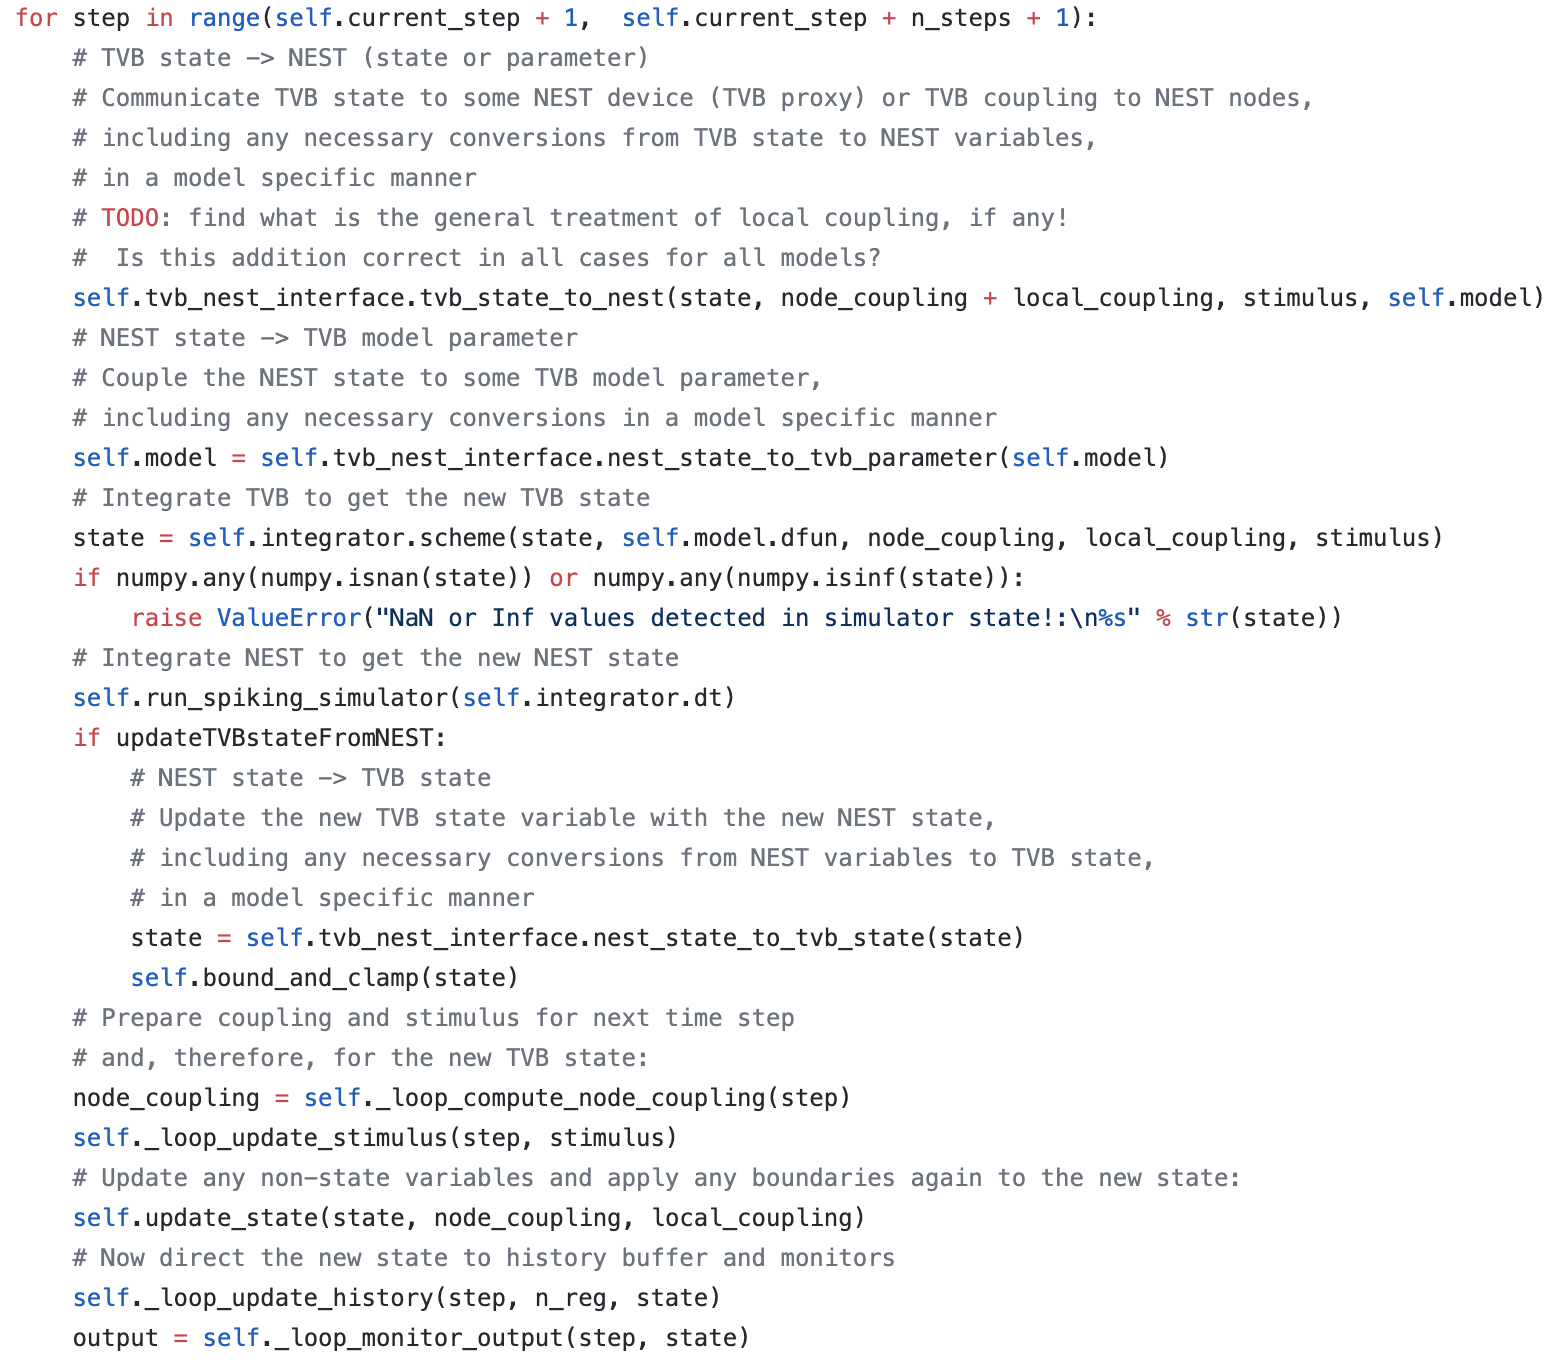 for step in range(self.current_step + 1,  self.current_step + n_steps + 1):
    # TVB state -> NEST (state or parameter)
    # Communicate TVB state to some NEST device (TVB proxy) or TVB coupling to NEST nodes,
    # including any necessary conversions from TVB state to NEST variables,
    # in a model specific manner
    # TODO: find what is the general treatment of local coupling, if any!
    #  Is this addition correct in all cases for all models?
    self.tvb_nest_interface.tvb_state_to_nest(state, node_coupling + local_coupling, stimulus, self.model)
    # NEST state -> TVB model parameter
    # Couple the NEST state to some TVB model parameter,
    # including any necessary conversions in a model specific manner
    self.model = self.tvb_nest_interface.nest_state_to_tvb_parameter(self.model)
    # Integrate TVB to get the new TVB state
    state = self.integrator.scheme(state, self.model.dfun, node_coupling, local_coupling, stimulus)
    if numpy.any(numpy.isnan(state)) or numpy.any(numpy.isinf(state)):
        raise ValueError("NaN or Inf values detected in simulator state!:\n%s" % str(state))
    # Integrate NEST to get the new NEST state
    self.run_spiking_simulator(self.integrator.dt)
    if updateTVBstateFromNEST:
        # NEST state -> TVB state
        # Update the new TVB state variable with the new NEST state,
        # including any necessary conversions from NEST variables to TVB state,
        # in a model specific manner
        state = self.tvb_nest_interface.nest_state_to_tvb_state(state)
        self.bound_and_clamp(state)
    # Prepare coupling and stimulus for next time step
    # and, therefore, for the new TVB state:
    node_coupling = self._loop_compute_node_coupling(step)
    self._loop_update_stimulus(step, stimulus)
    # Update any non-state variables and apply any boundaries again to the new state:
    self.update_state(state, node_coupling, local_coupling)
    # Now direct the new state to history buffer and monitors
    self._loop_update_history(step, n_reg, state)
    output = self._loop_monitor_output(step, state)